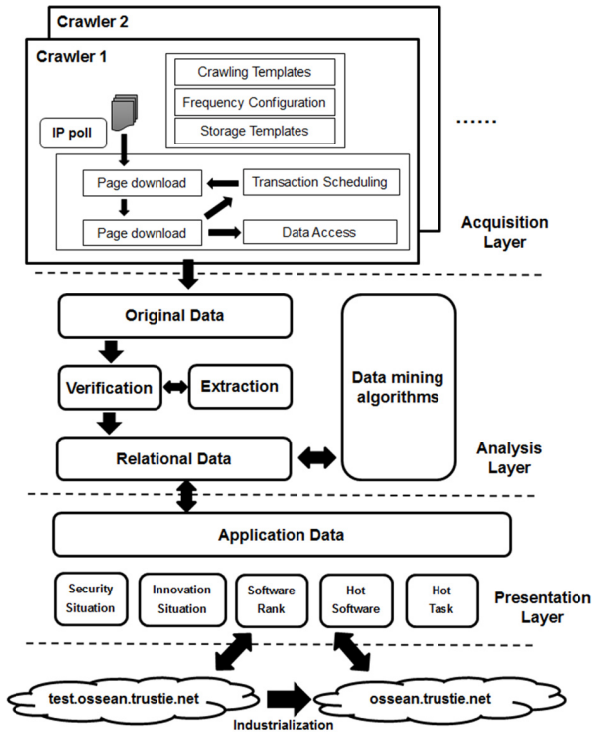 Crawler 2
Crawler 1
Crawling Templates
Frequency Configuration
Storage Templates
IP poll
......
Page download
Transaction Scheduling
Page download
Data Access
Acquisition
Layer
Original Data
Verification
Extraction
Data mining
algorithms
Relational Data
Analysis
Layer
Application Data
Security
Situation
Innovation
Situation
Software
Rank
Hot
Software
Hot
Task
Presentation
Layer
test.ossean.trustie.net
ossean.trustie.net
Industrialization